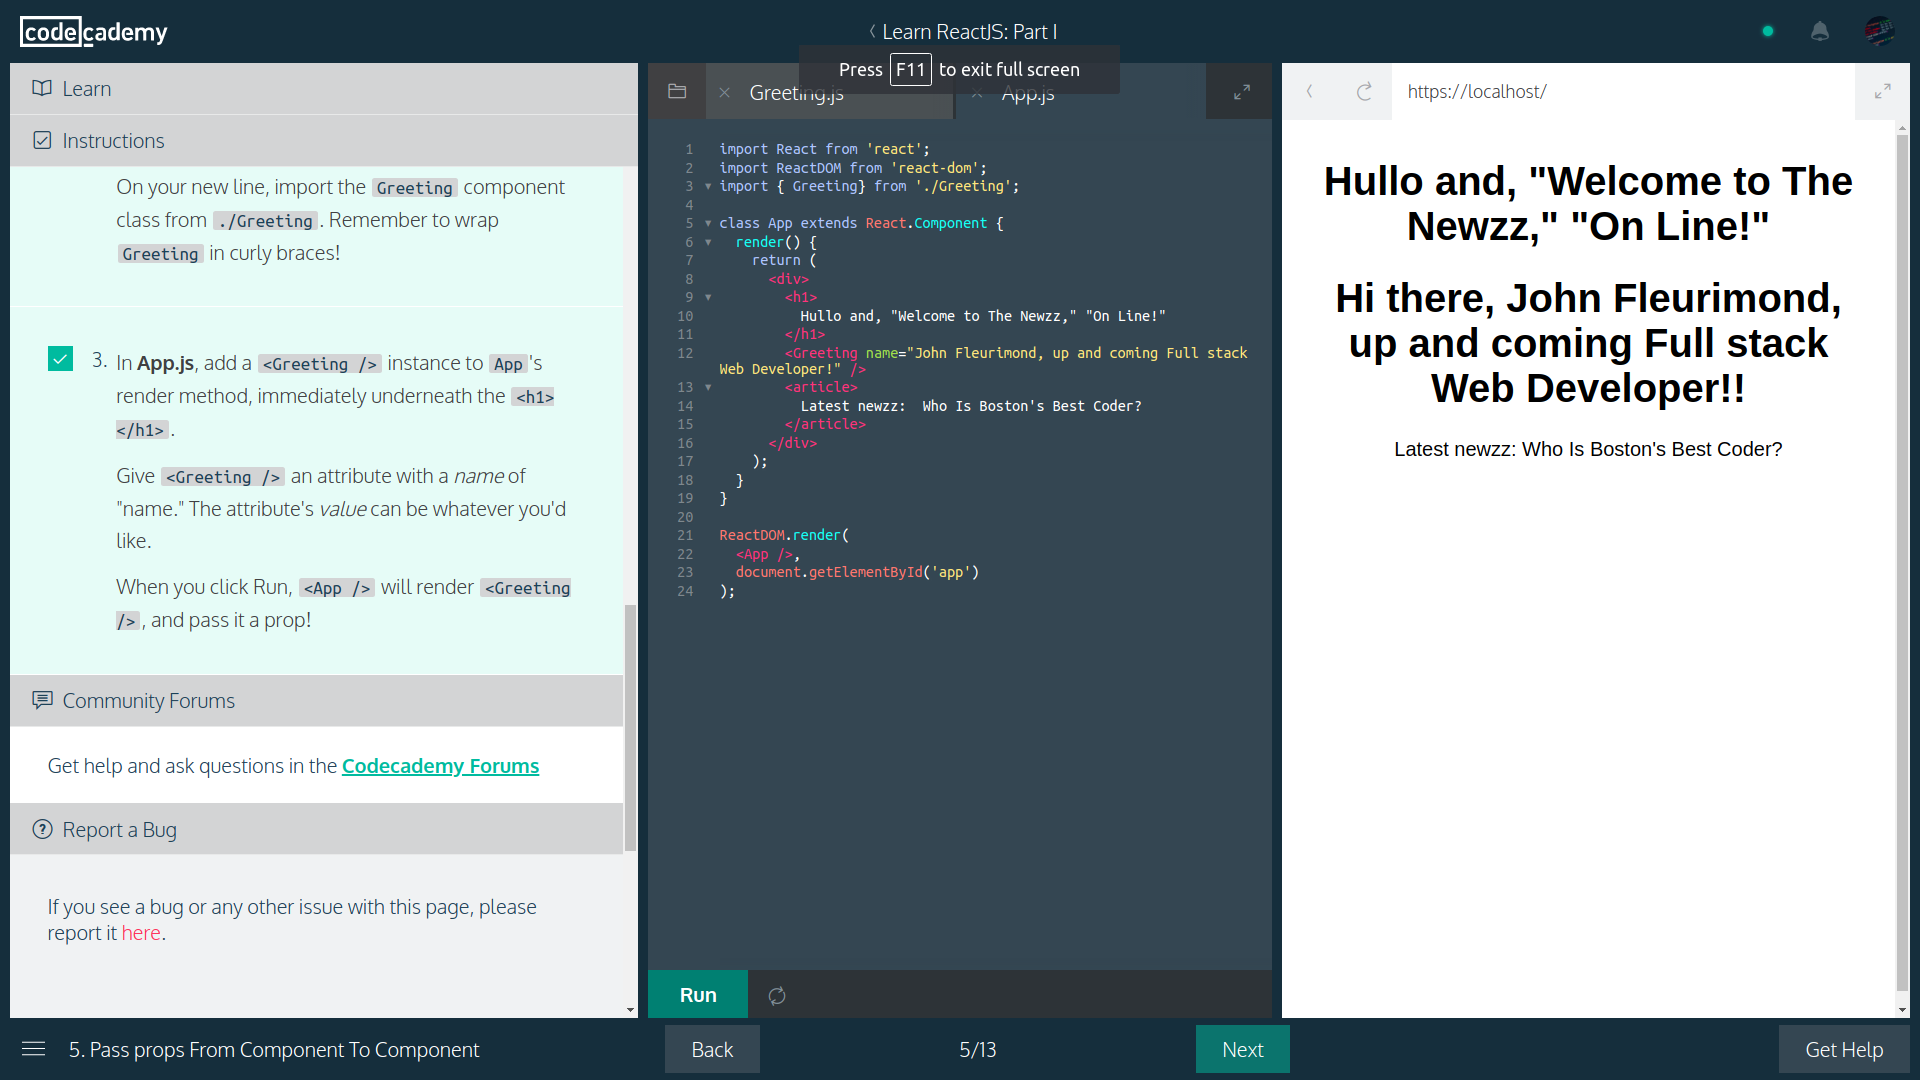 codecademy
Learn ReactJS: Part I
Press F11 to exit full screen
Learn
Instructions
On your new line, import the Greeting component
class from ./Greeting. Remember to wrap
Greeting in curly braces!
3. In App.js, add a <Greeting /> instance to App's
render method, immediately underneath the <h1>
</h1>.
Give <Greeting /> an attribute with a name of
"name." The attribute's value can be whatever you'd
like.
When you click Run, <App /> will render <Greeting
/>, and pass it a prop!
Community Forums
Get help and ask questions in the Codecademy Forums
Report a Bug
If you see a bug or any other issue with this page, please
report it here.
Greeting.js
App.js
1 import React from 'react';
2 import ReactDOM from 'react-dom';
3 import { Greeting} from './Greeting';
4
5 class App extends React.Component {
6 render() {
7 return (
8 <div>
9 <h1>
10 Hullo and, "Welcome to The Newzz," "On Line!"
11 </h1>
12 <Greeting name="John Fleurimond, up and coming Full stack
Web Developer!" />
13 <article>
14 Latest newzz:  Who Is Boston's Best Coder?
15 </article>
16 </div>
17 );
18 }
19 }
20
21 ReactDOM.render(
22 <App />,
23 document.getElementById('app')
24 );
Run
https://localhost/
Hullo and, "Welcome to The
Newzz," "On Line!"
Hi there, John Fleurimond,
up and coming Full stack
Web Developer!!
Latest newzz: Who Is Boston's Best Coder?
5. Pass props From Component To Component
Back
5/13
Next
Get Help